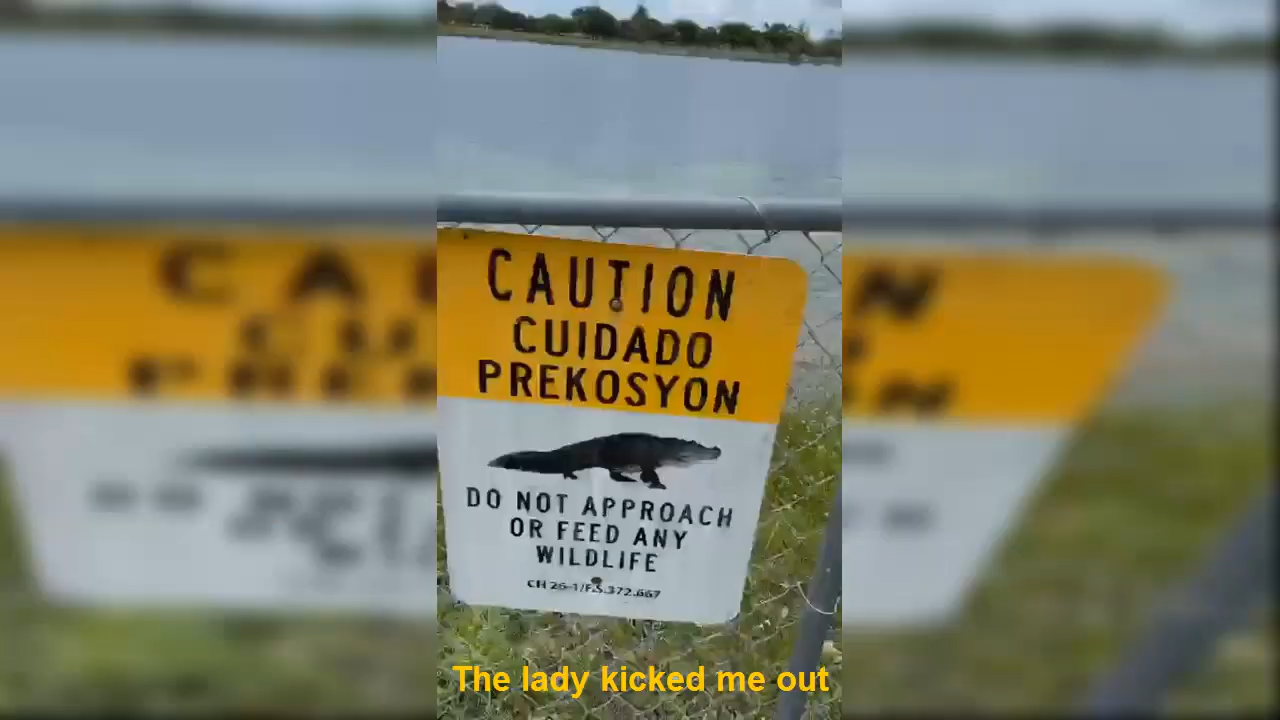 CAUTION
CUIDADO
PREKOSYON
DO NOT APPROACH
OR FEED ANY
WILDLIFE
CH 26-1/F.S.372.667
The lady kicked me out